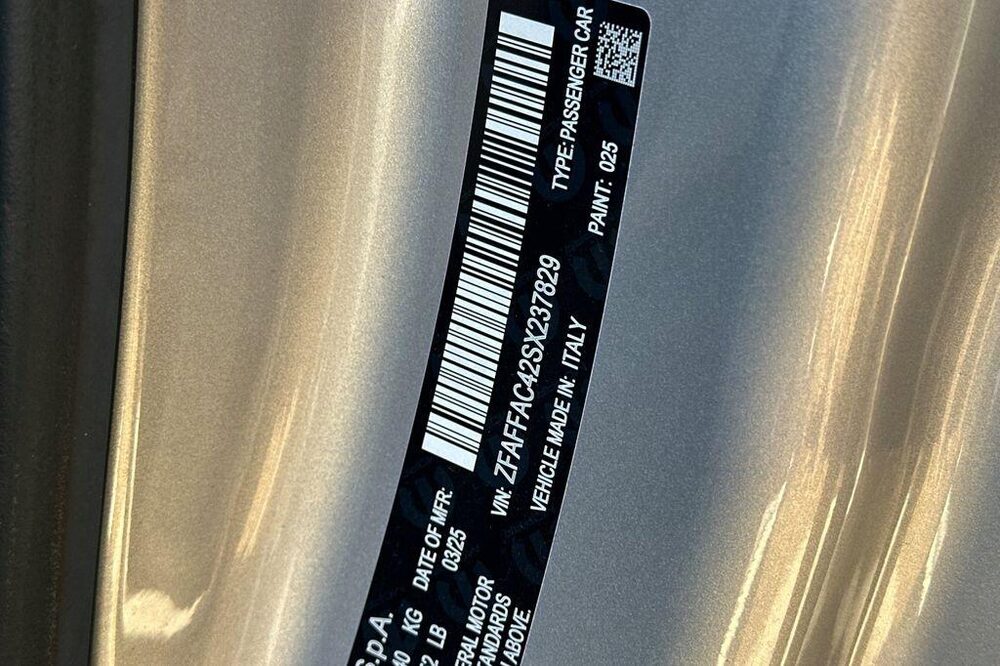 S.p.A.
DATE OF MFR:
03/25
KG
LB
MOTOR
ABOVE.
VIN: ZFAFFAC42SX237829
TYPE: PASSENGER CAR
VEHICLE MADE IN: ITALY
PAINT: 025